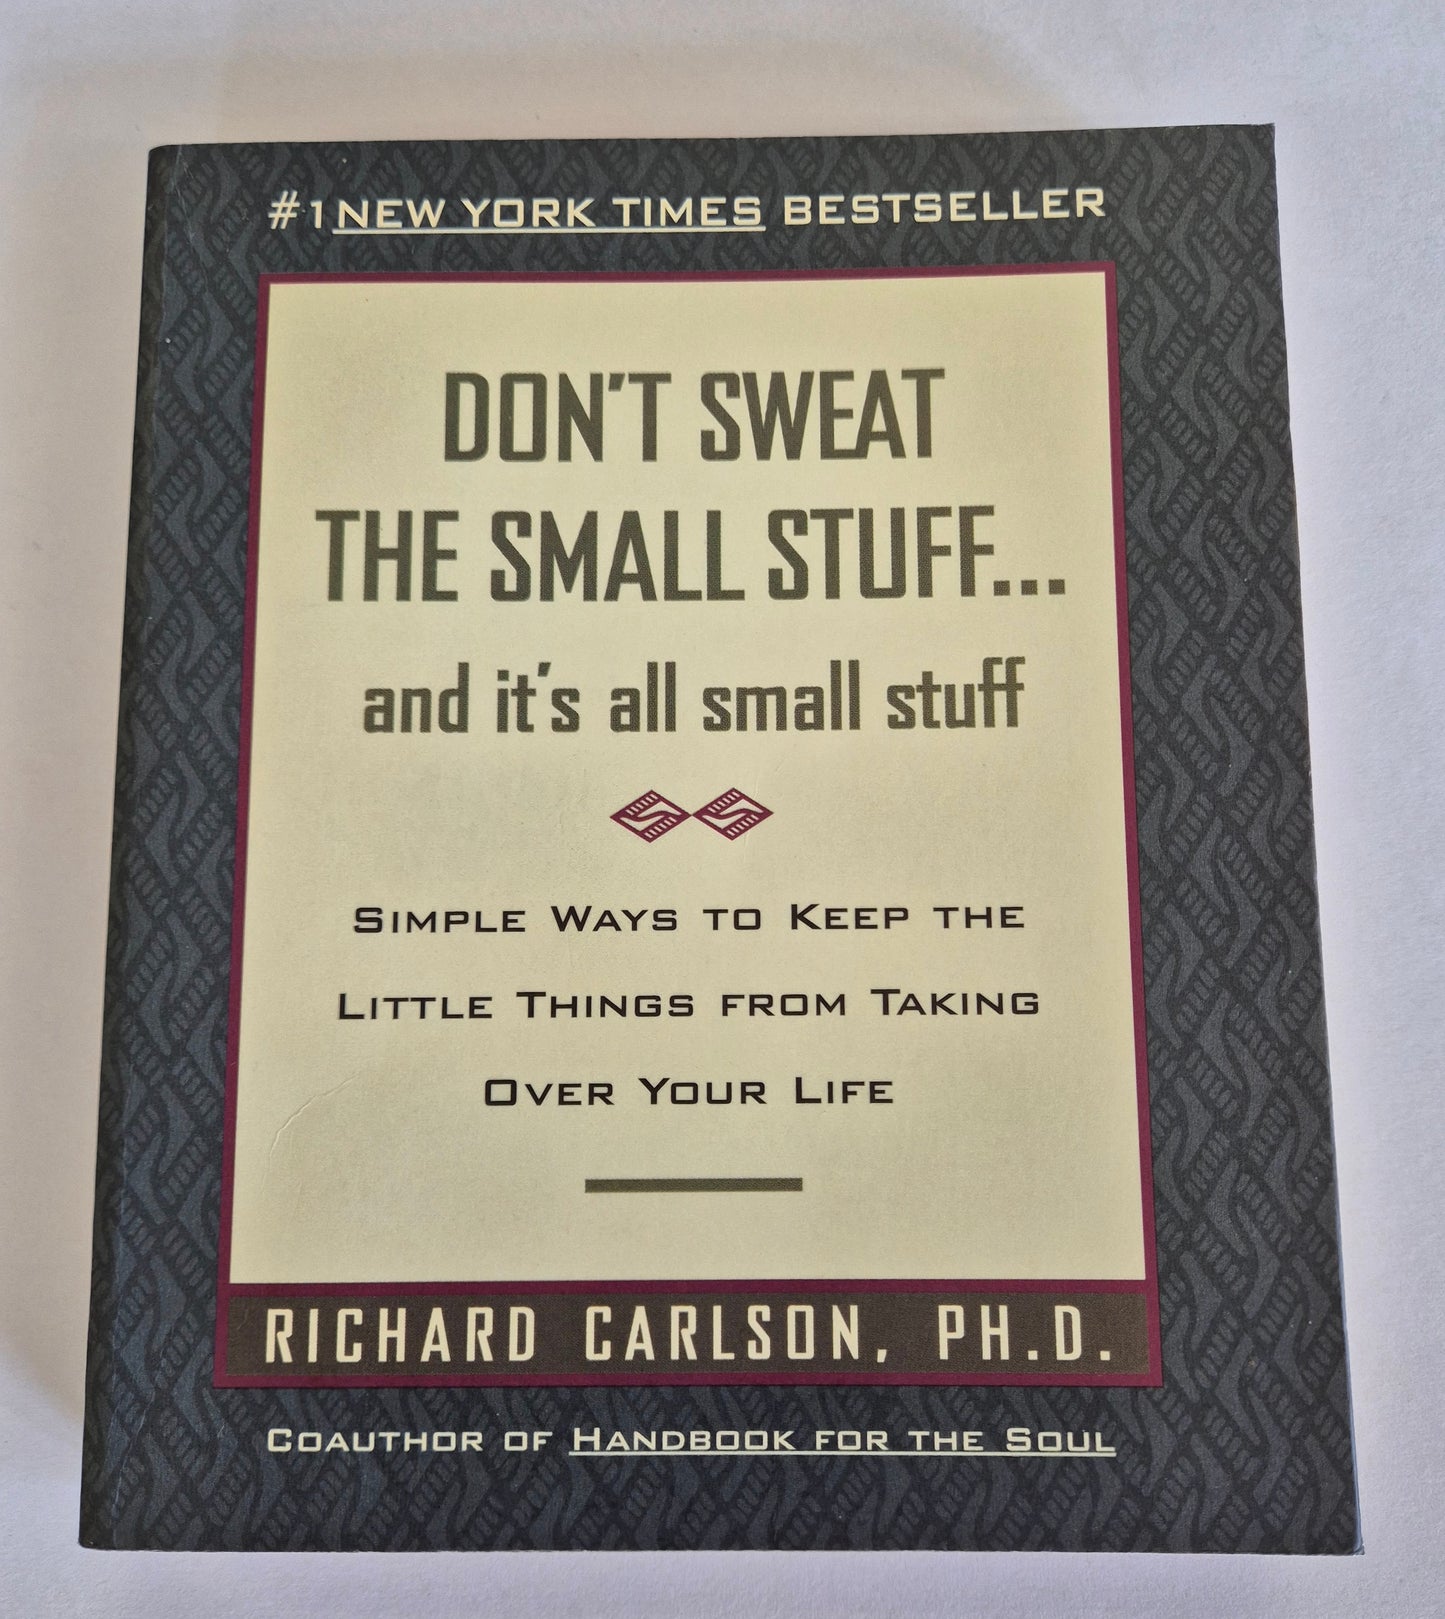 #1 NEW YORK TIMES BESTSELLER
DON'T SWEAT
THE SMALL STUFF...
and it's all small stuff
SIMPLE WAYS TO KEEP THE
LITTLE THINGS FROM TAKING
OVER YOUR LIFE
RICHARD CARLSON, PH.D.
COAUTHOR OF HANDBOOK FOR THE SOUL